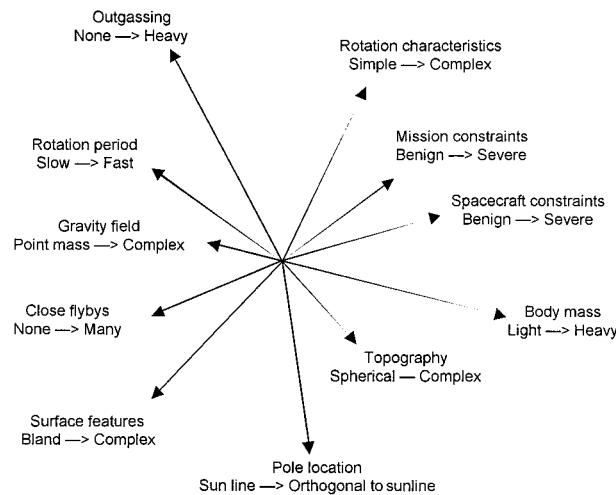 Outgassing
None —> Heavy
Rotation characteristics
Simple —> Complex
Mission constraints
Benign —> Severe
Rotation period
Slow —> Fast
Spacecraft constraints
Benign —> Severe
Gravity field
Point mass —> Complex
Close flybys
None —> Many
Body mass
Light —> Heavy
Topography
Spherical — Complex
Surface features
Bland —> Complex
Pole location
Sun line —> Orthogonal to sunline